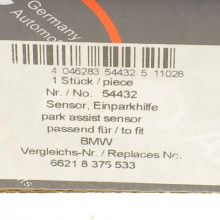 Germany
Automo
4 046283 54432 5 11028
1 Stück / piece
Nr. / No. 54432
Sensor, Einparkhilfe
park assist sensor
passend für / to fit
BMW
Vergleichs-Nr. / Replaces No.
6621 8 375 533